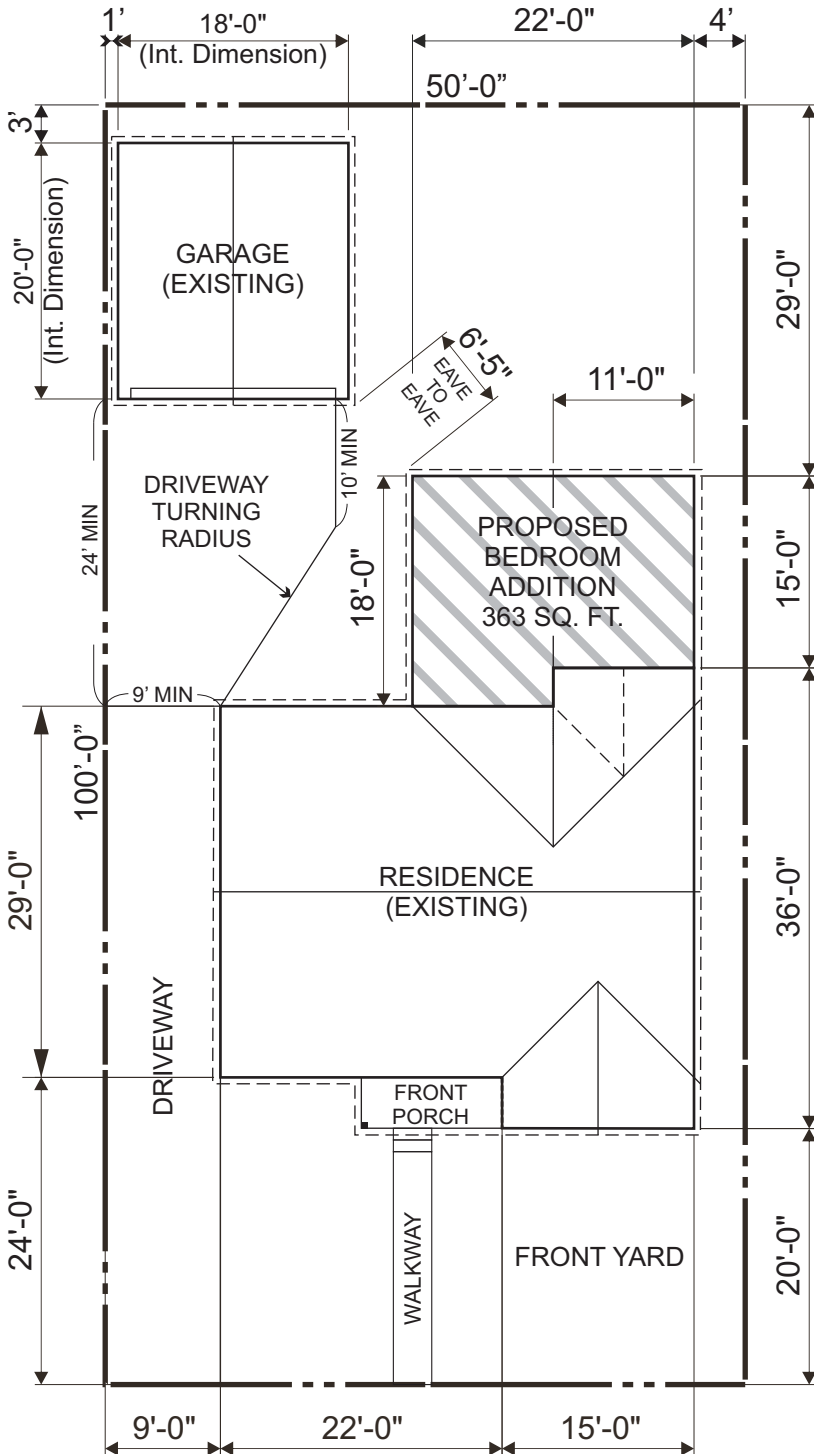 1’
18'-0"
(Int. Dimension)
22'-0"
4’
50’-0”
3’
20'-0"
(Int. Dimension)
GARAGE
(EXISTING)
29'-0"
6'-5"
EAVE
TO
EAVE
11'-0"
24’ MIN
10’ MIN
DRIVEWAY
TURNING
RADIUS
18'-0"
PROPOSED
BEDROOM
ADDITION
363 SQ. FT.
15'-0"
9’ MIN
100’-0”
29'-0"
RESIDENCE
(EXISTING)
36'-0"
DRIVEWAY
FRONT
PORCH
24'-0"
WALKWAY
FRONT YARD
20'-0"
9'-0"
22'-0"
15'-0"